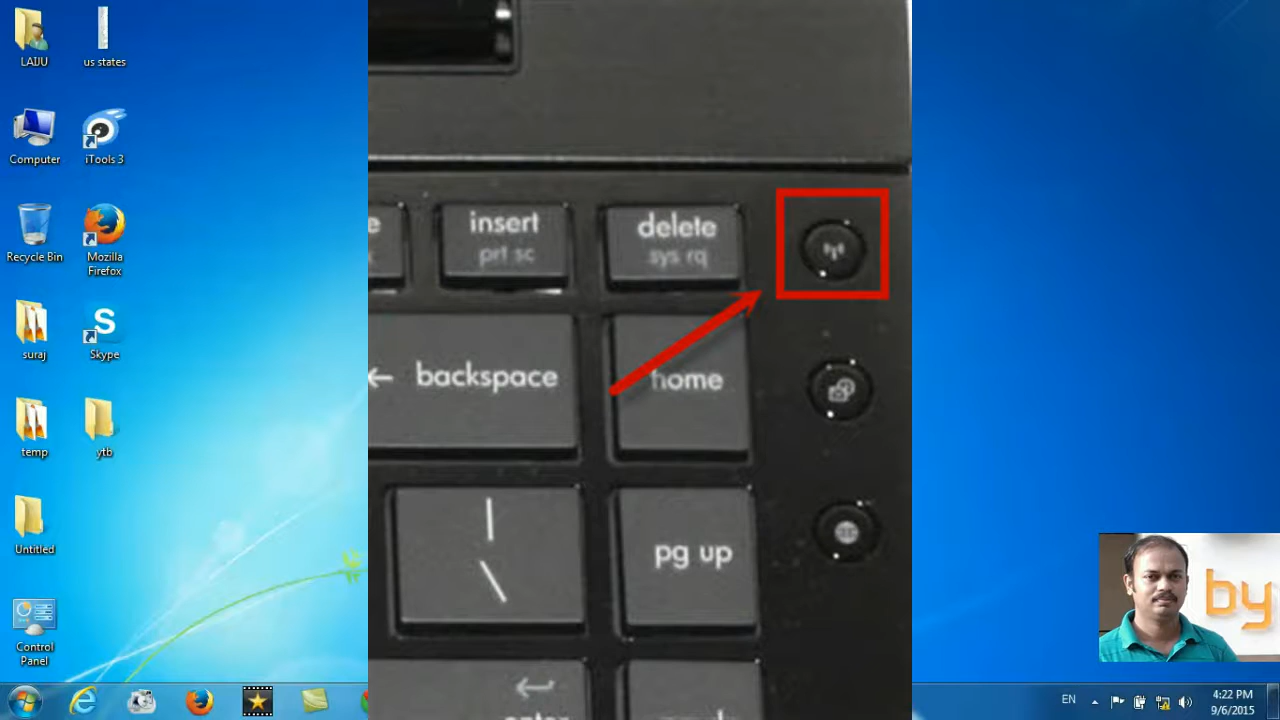 LAIJU
us states
Computer
iTools 3
Recycle Bin
Mozilla
Firefox
suraj
Skype
temp
ytb
Untitled
Control
Panel
e
insert
prt sc
delete
sys rq
← backspace
home
|
\
pg up
enter
by
EN
4:22 PM
9/6/2015